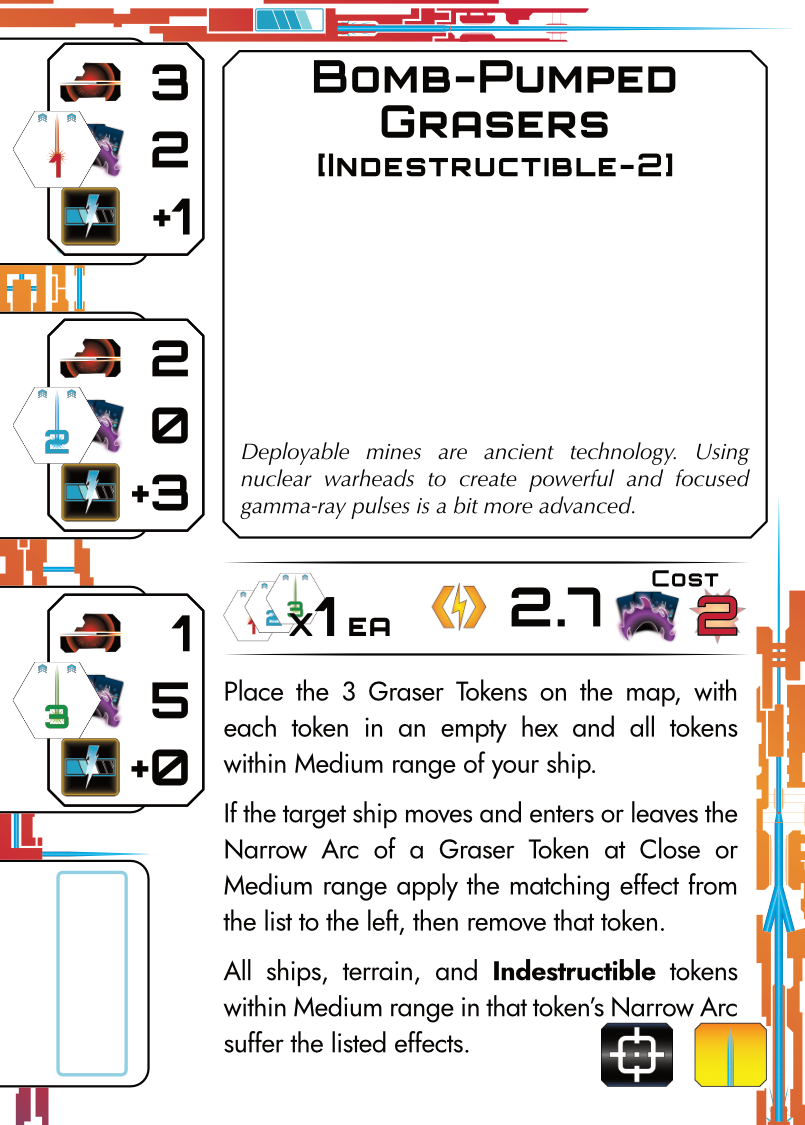 Bomb-Pumped
Grasers
[Indestructible-2]
3
1
2
+1
2
2
0
+3
1
3
5
+0
Deployable mines are ancient technology. Using
nuclear warheads to create powerful and focused
gamma-ray pulses is a bit more advanced.
1 2 3 x1 EA
2.7
Cost
2
Place the 3 Graser Tokens on the map, with
each token in an empty hex and all tokens
within Medium range of your ship.
If the target ship moves and enters or leaves the
Narrow Arc of a Graser Token at Close or
Medium range apply the matching effect from
the list to the left, then remove that token.
All ships, terrain, and Indestructible tokens
within Medium range in that token's Narrow Arc
suffer the listed effects.